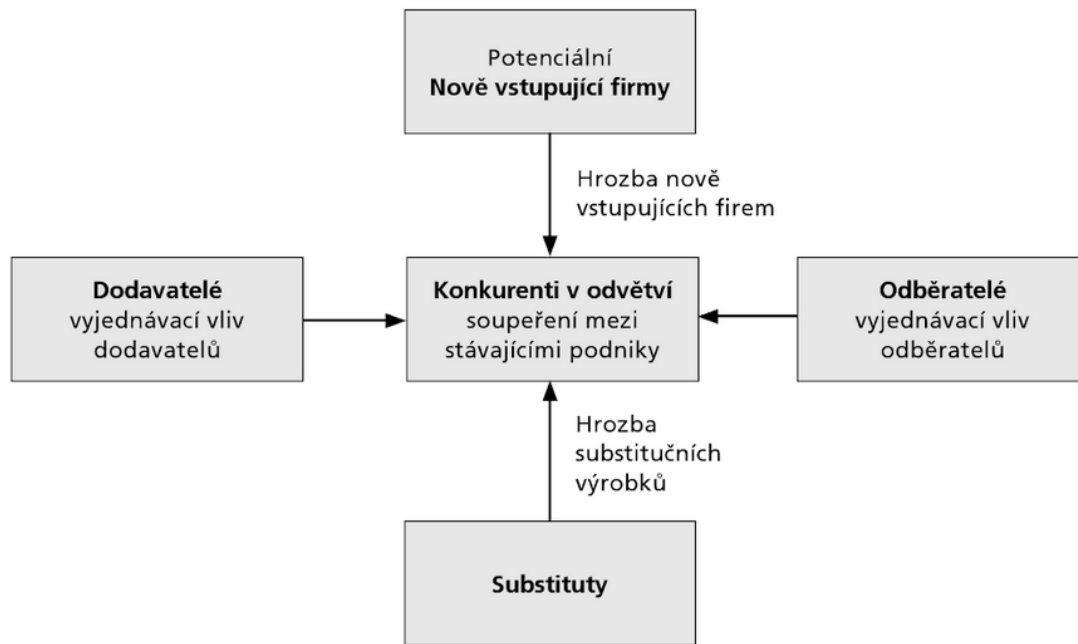 Potenciální
Nově vstupující firmy
Hrozba nově
vstupujících firem
Dodavatelé
vyjednávací vliv
dodavatelů
Konkurenti v odvětví
soupeření mezi
stávajícími podniky
Odběratelé
vyjednávací vliv
odběratelů
Hrozba
substitučních
výrobků
Substituty